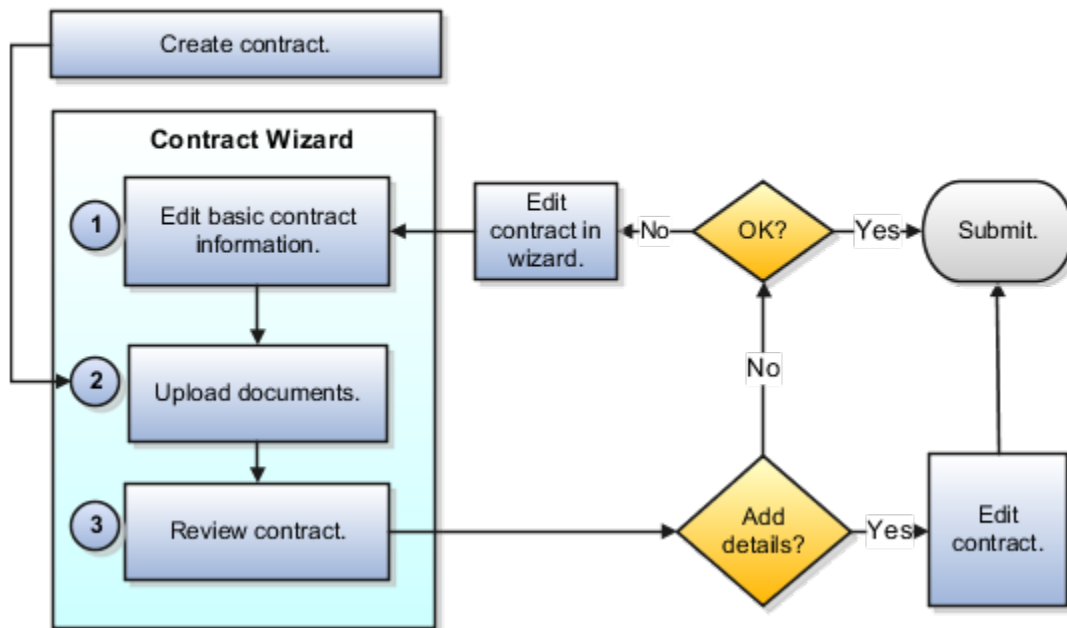 Create contract.
Contract Wizard
1
Edit basic contract
information.
2
Upload documents.
3
Review contract.
Edit
contract in
wizard.
No
OK?
Yes
Submit.
No
Add
details?
Yes
Edit
contract.